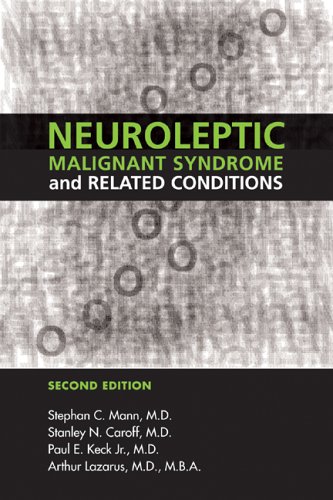 NEUROLEPTIC
MALIGNANT SYNDROME
and RELATED CONDITIONS
SECOND EDITION
Stephan C. Mann, M.D.
Stanley N. Caroff, M.D.
Paul E. Keck Jr., M.D.
Arthur Lazarus, M.D., M.B.A.